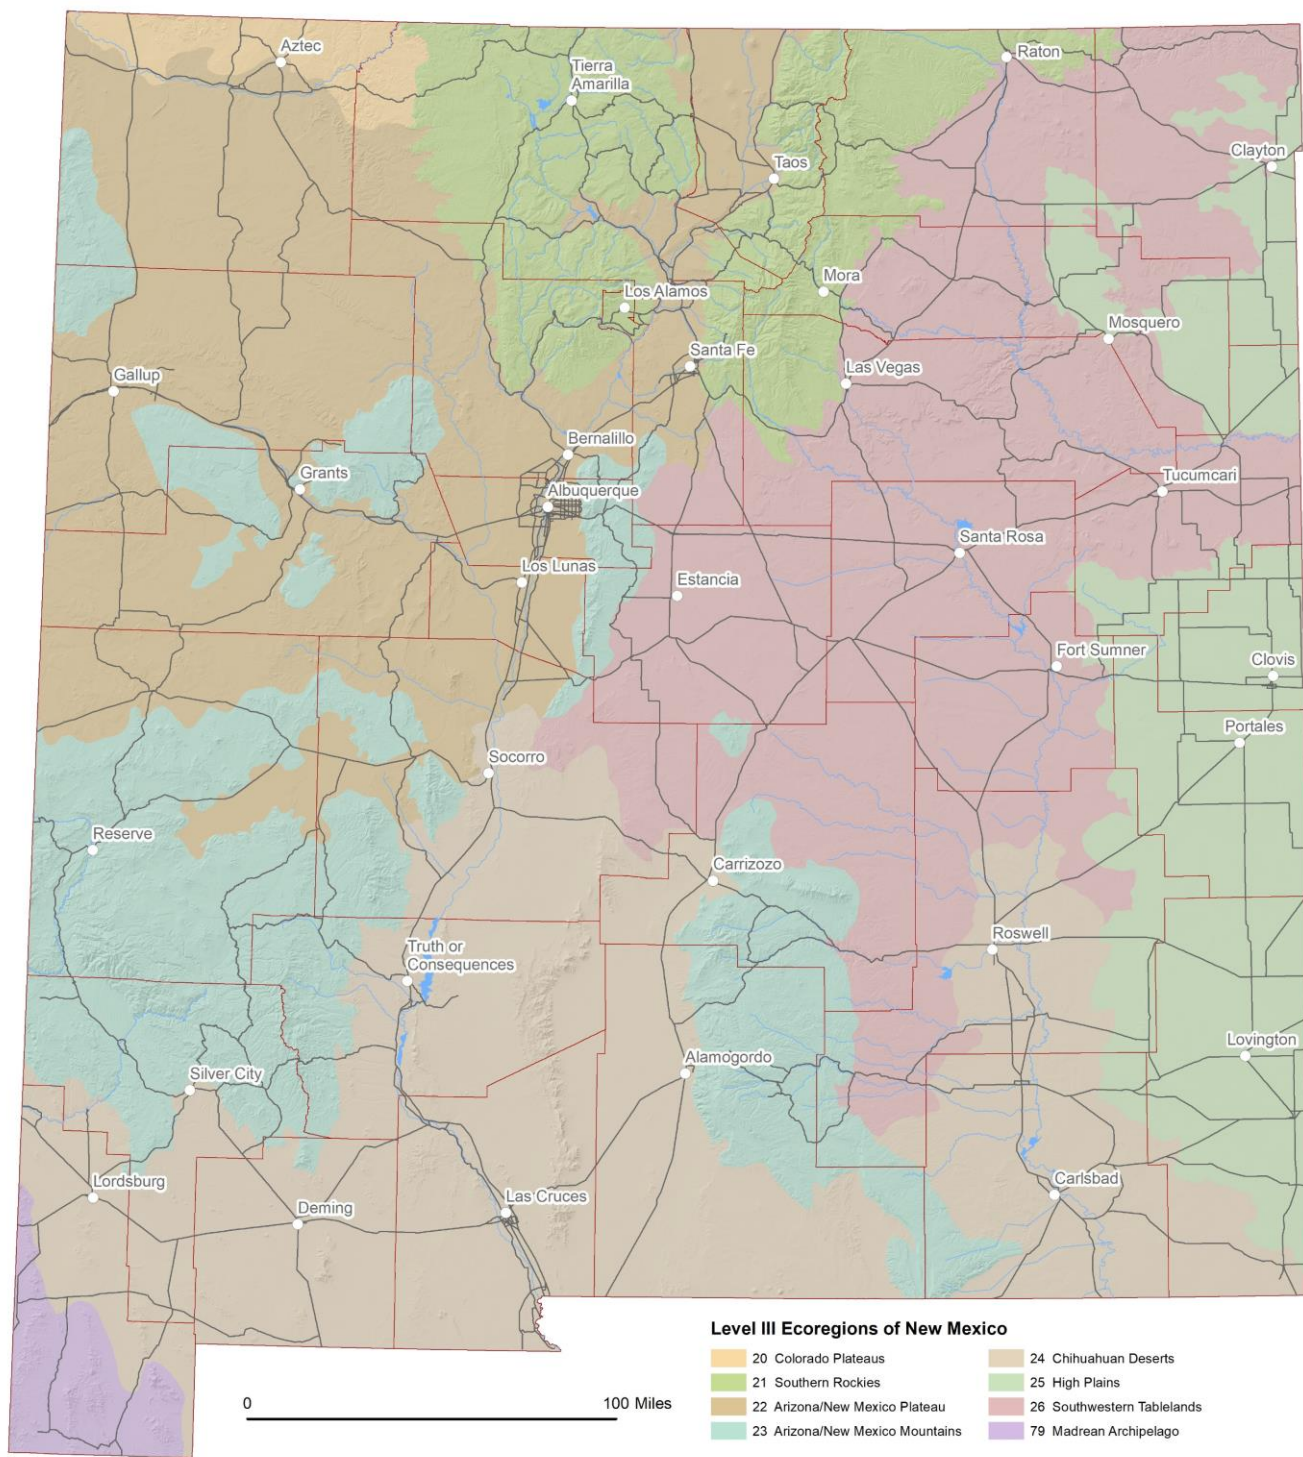 Aztec
Tierra
Amarilla
Raton
Taos
Clayton
Mora
Los Alamos
Mosquero
Santa Fe
Las Vegas
Gallup
Bernalillo
Grants
Albuquerque
Tucumcari
Santa Rosa
Los Lunas
Estancia
Fort Sumner
Clovis
Portales
Socorro
Reserve
Carrizozo
Roswell
Truth or
Consequences
Lovington
Alamogordo
Silver City
Lordsburg
Las Cruces
Carlsbad
Deming
Level III Ecoregions of New Mexico
20 Colorado Plateaus
21 Southern Rockies
22 Arizona/New Mexico Plateau
23 Arizona/New Mexico Mountains
24 Chihuahuan Deserts
25 High Plains
26 Southwestern Tablelands
79 Madrean Archipelago
0 100 Miles